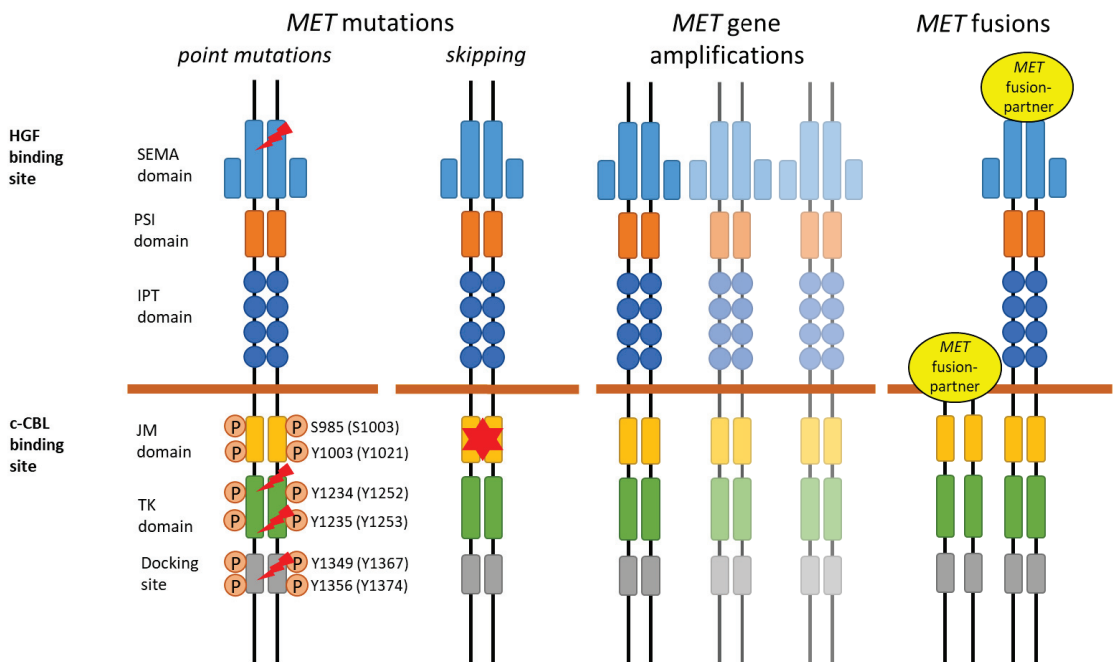 MET mutations
point mutations
skipping
MET gene
amplifications
MET fusions
MET
fusion-
partner
HGF
binding
site
SEMA
domain
PSI
domain
IPT
domain
MET
fusion-
partner
c-CBL
binding
site
JM
domain
P
P
S985 (S1003)
P
P
Y1003 (Y1021)
TK
domain
P
P
Y1234 (Y1252)
P
P
Y1235 (Y1253)
Docking
site
P
P
Y1349 (Y1367)
P
P
Y1356 (Y1374)